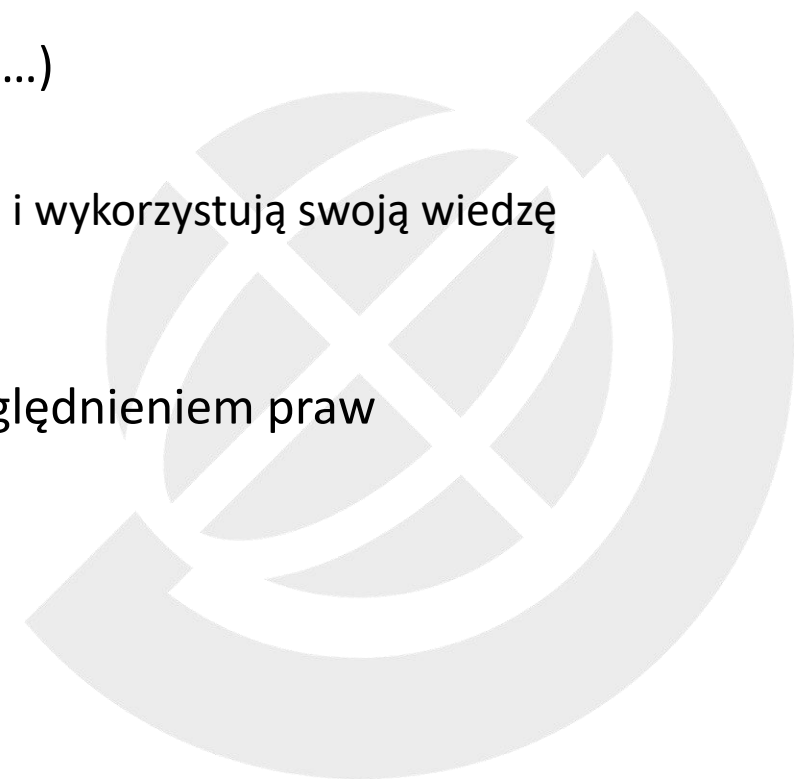 …)
i wykorzystują swoją wiedzę
ględnieniem praw